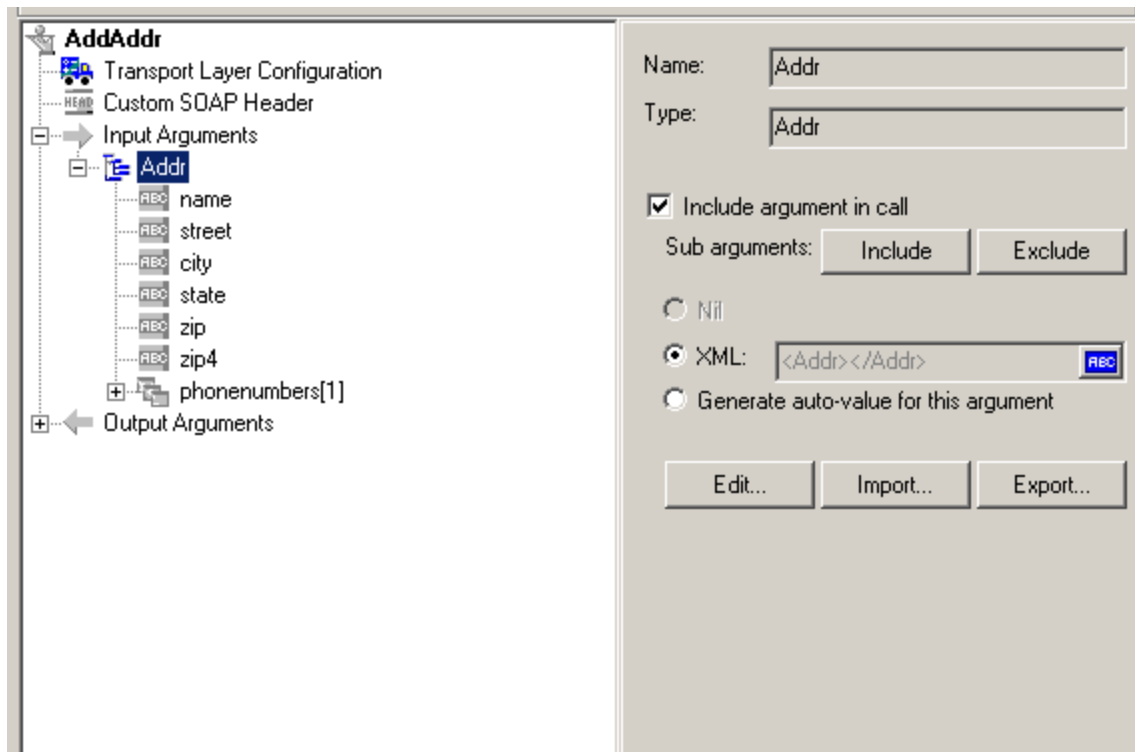 AddAddr
Transport Layer Configuration
HEAD Custom SOAP Header
Input Arguments
Addr
ABC name
ABC street
ABC city
ABC state
ABC zip
ABC zip4
phonenumbers[1]
Output Arguments
Name: Addr
Type: Addr
Include argument in call
Sub arguments: Include Exclude
Nil
XML: <Addr></Addr> ABC
Generate auto-value for this argument
Edit... Import... Export...